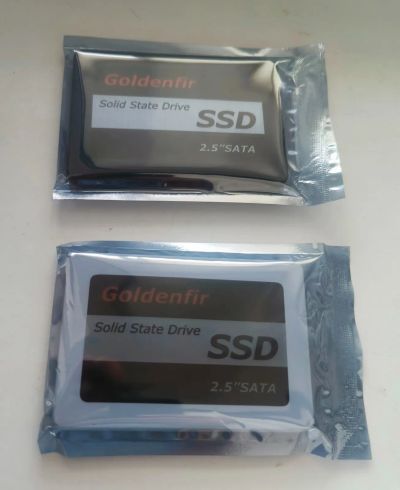 Goldenfir
Solid State Drive
SSD
2.5"SATA
Goldenfir
Solid State Drive
SSD
2.5"SATA